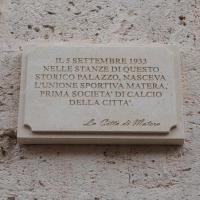 IL 5 SETTEMBRE 1933
NELLE STANZE DI QUESTO
STORICO PALAZZO, NASCEVA
L'UNIONE SPORTIVA MATERA,
PRIMA SOCIETA' DI CALCIO
DELLA CITTA'.
La Città di Matera